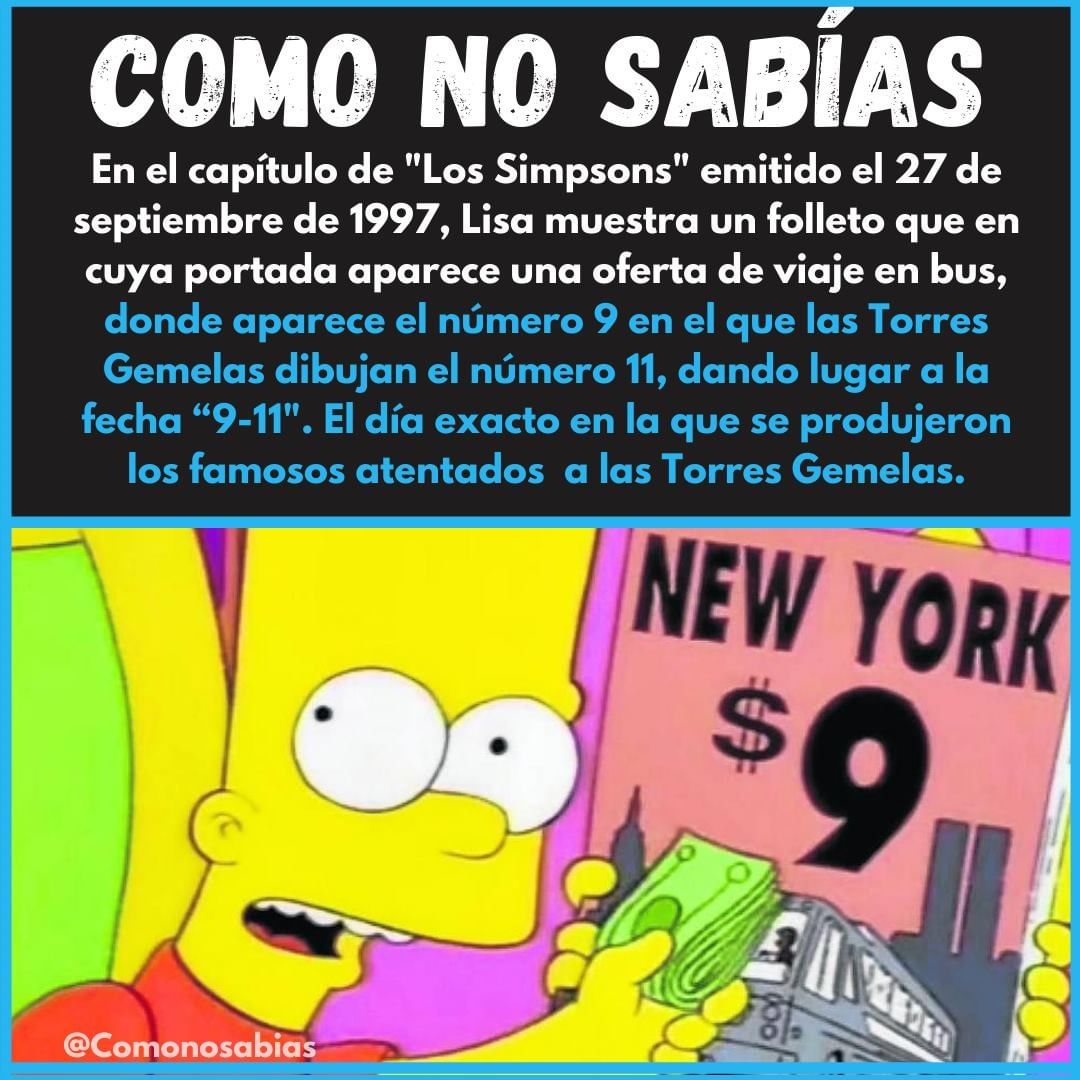 COMO NO SABÍAS
En el capítulo de "Los Simpsons" emitido el 27 de
septiembre de 1997, Lisa muestra un folleto que en
cuya portada aparece una oferta de viaje en bus,
donde aparece el número 9 en el que las Torres
Gemelas dibujan el número 11, dando lugar a la
fecha “9-11". El día exacto en la que se produjeron
los famosos atentados  a las Torres Gemelas.
NEW YORK
$9
@Comonosabias